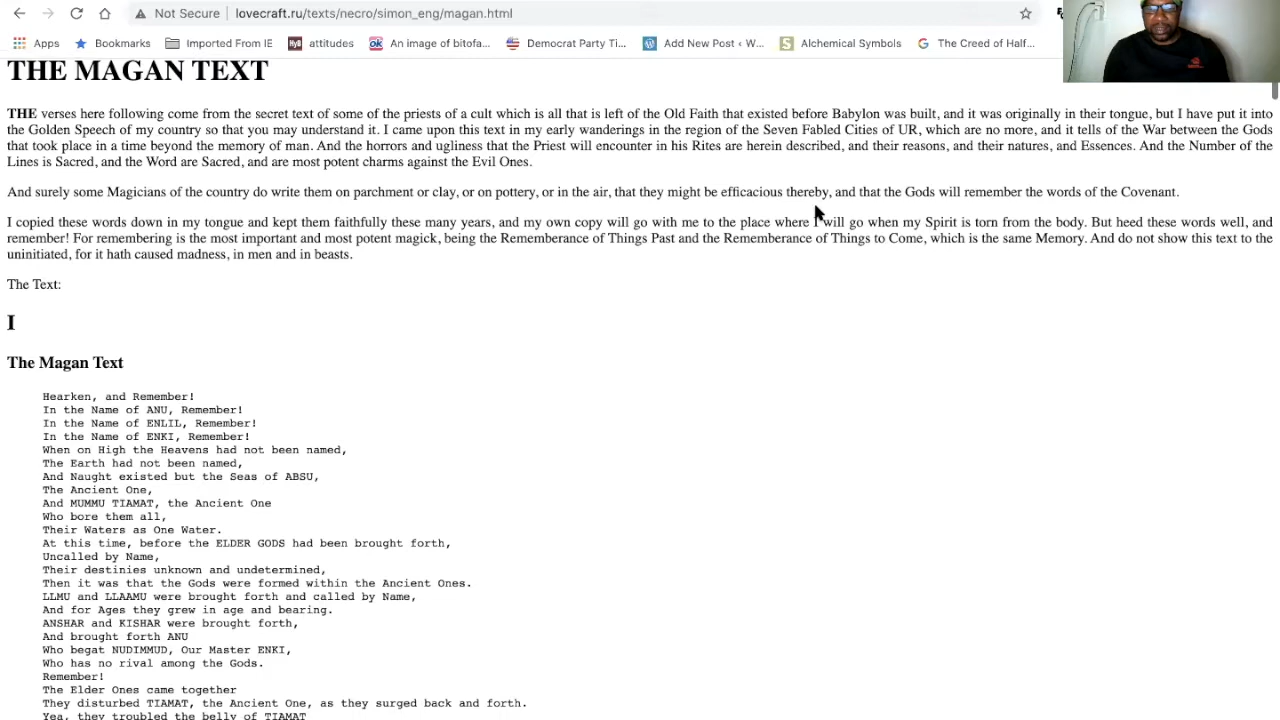 Not Secure
lovecraft.ru/texts/necro/simon_eng/magan.html
Apps
Bookmarks
Imported From IE
attitudes
An image of bitofa...
Democrat Party Ti...
Add New Post ‹ W...
Alchemical Symbols
The Creed of Half...
THE MAGAN TEXT
THE verses here following come from the secret text of some of the priests of a cult which is all that is left of the Old Faith that existed before Babylon was built, and it was originally in their tongue, but I have put it into
the Golden Speech of my country so that you may understand it. I came upon this text in my early wanderings in the region of the Seven Fabled Cities of UR, which are no more, and it tells of the War between the Gods
that took place in a time beyond the memory of man. And the horrors and ugliness that the Priest will encounter in his Rites are herein described, and their reasons, and their natures, and Essences. And the Number of the
Lines is Sacred, and the Word are Sacred, and are most potent charms against the Evil Ones.
And surely some Magicians of the country do write them on parchment or clay, or on pottery, or in the air, that they might be efficacious thereby, and that the Gods will remember the words of the Covenant.
I copied these words down in my tongue and kept them faithfully these many years, and my own copy will go with me to the place where I will go when my Spirit is torn from the body. But heed these words well, and
remember! For remembering is the most important and most potent magick, being the Rememberance of Things Past and the Rememberance of Things to Come, which is the same Memory. And do not show this text to the
uninitiated, for it hath caused madness, in men and in beasts.
The Text:
I
The Magan Text
Hearken, and Remember!
In the Name of ANU, Remember!
In the Name of ENLIL, Remember!
In the Name of ENKI, Remember!
When on High the Heavens had not been named,
The Earth had not been named,
And Naught existed but the Seas of ABSU,
The Ancient One,
And MUMMU TIAMAT, the Ancient One
Who bore them all,
Their Waters as One Water.
At this time, before the ELDER GODS had been brought forth,
Uncalled by Name,
Their destinies unknown and undetermined,
Then it was that the Gods were formed within the Ancient Ones.
LLMU and LLAAMU were brought forth and called by Name,
And for Ages they grew in age and bearing.
ANSHAR and KISHAR were brought forth,
And brought forth ANU
Who begat NUDIMMUD, Our Master ENKI,
Who has no rival among the Gods.
Remember!
The Elder Ones came together
They disturbed TIAMAT, the Ancient One, as they surged back and forth.
Yea, they troubled the belly of TIAMAT